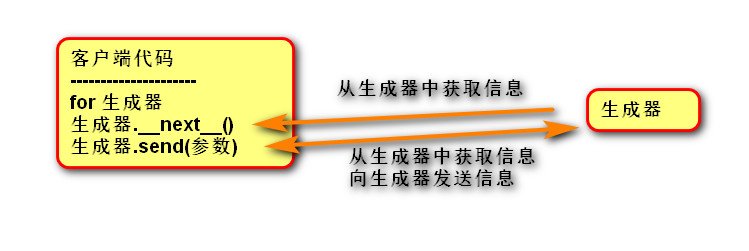 客户端代码
---------------------
for 生成器
生成器.__next__()
生成器.send(参数)
从生成器中获取信息
生成器
从生成器中获取信息
向生成器发送信息